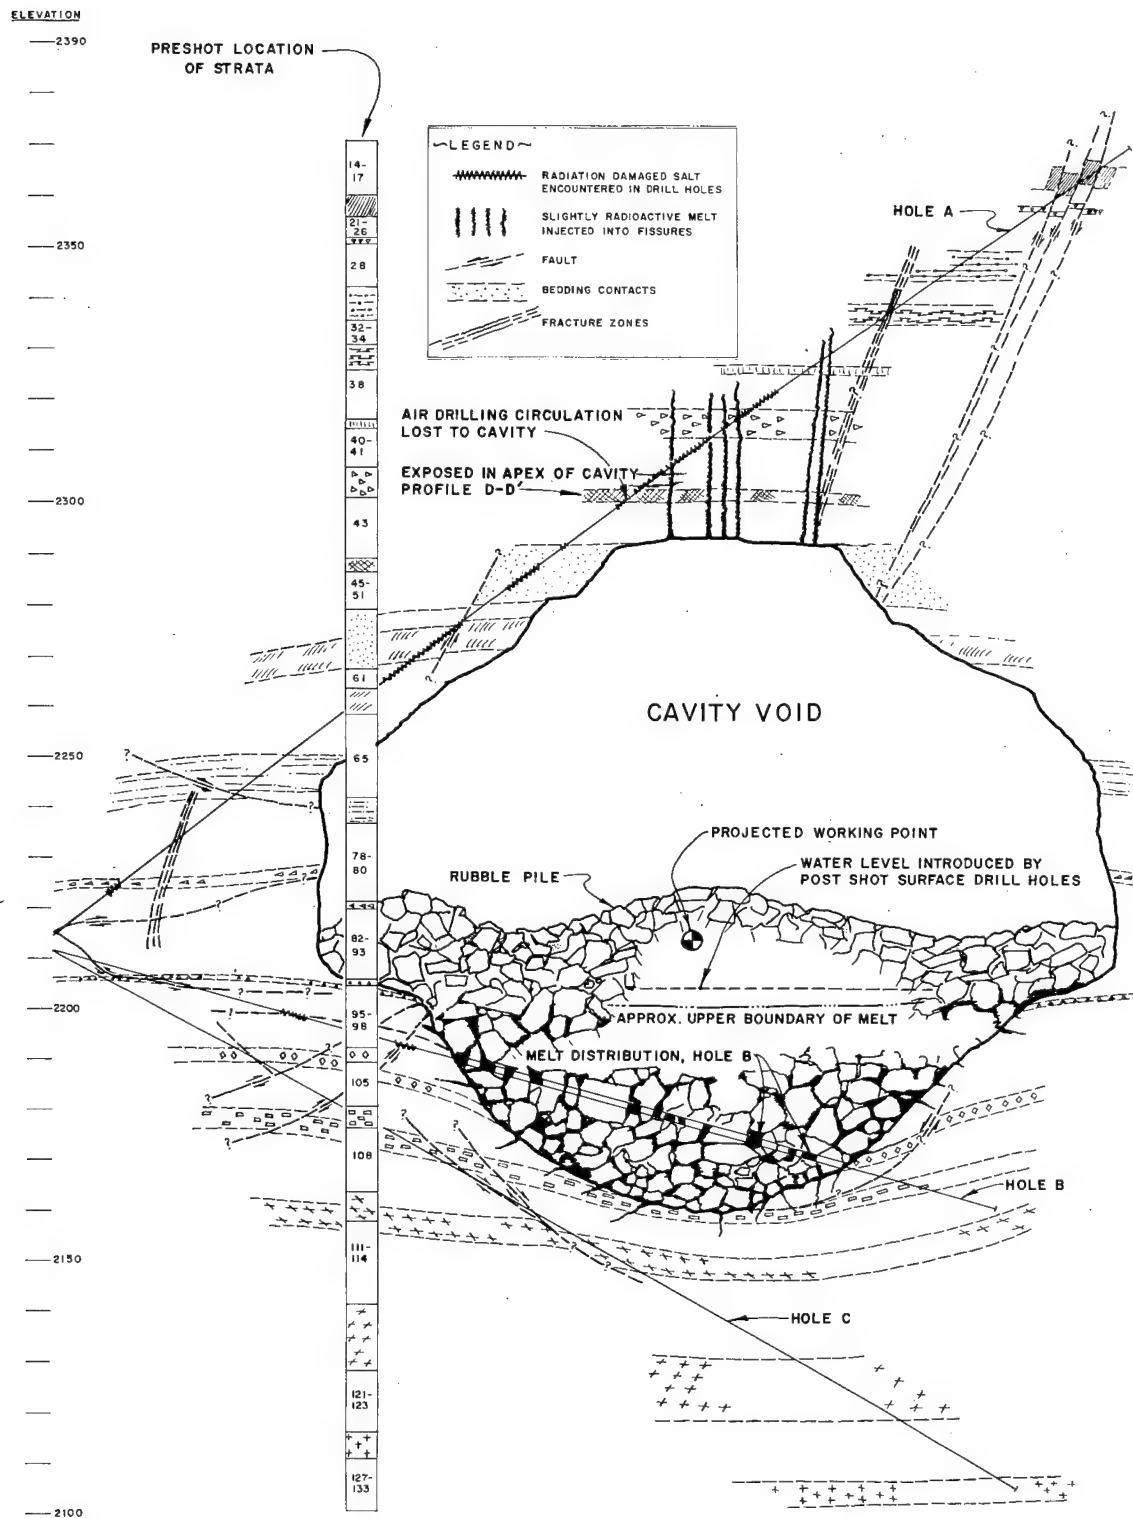 ELEVATION
2390
PRESHOT LOCATION
OF STRATA
~LEGEND~
RADIATION DAMAGED SALT
ENCOUNTERED IN DRILL HOLES
SLIGHTLY RADIOACTIVE MELT
INJECTED INTO FISSURES
FAULT
BEDDING CONTACTS
FRACTURE ZONES
14-
17
21-
26
28
32-
34
38
40-
41
43
45-
51
61
65
78-
80
82-
93
95-
98
105
108
111-
114
121-
123
127-
133
2350
2300
2250
2200
2150
2100
HOLE A
AIR DRILLING CIRCULATION
LOST TO CAVITY
EXPOSED IN APEX OF CAVITY
PROFILE D-D'
CAVITY VOID
PROJECTED WORKING POINT
WATER LEVEL INTRODUCED BY
POST SHOT SURFACE DRILL HOLES
RUBBLE PILE
APPROX. UPPER BOUNDARY OF MELT
MELT DISTRIBUTION, HOLE B
HOLE B
HOLE C